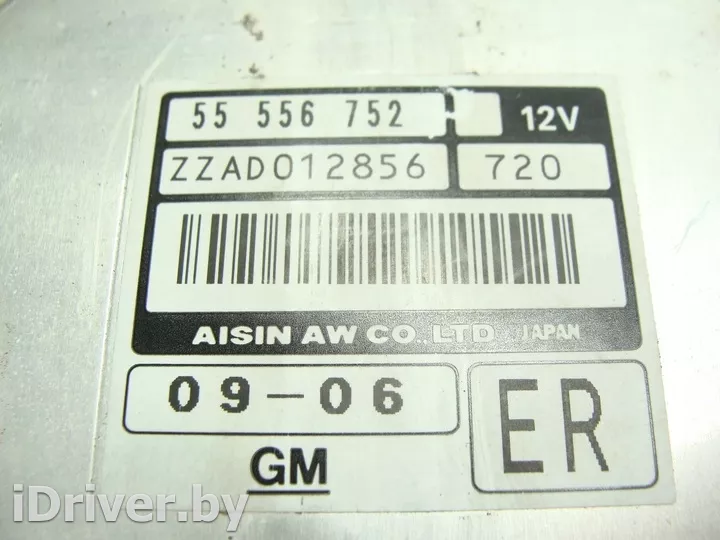 55 556 752 12V
ZZAD012856 720
AISIN AW CO.,LTD. JAPAN
09-06 ER
GM
iDriver.by